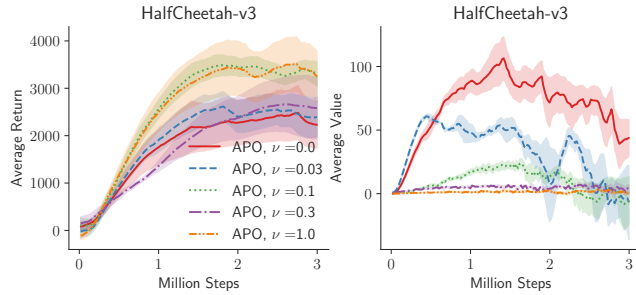 HalfCheetah-v3
4000
3000
2000
1000
0
Average Return
0
1
2
3
Million Steps
APO, ν =0.0
APO, ν =0.03
APO, ν =0.1
APO, ν =0.3
APO, ν =1.0
HalfCheetah-v3
100
50
0
Average Value
0
1
2
3
Million Steps